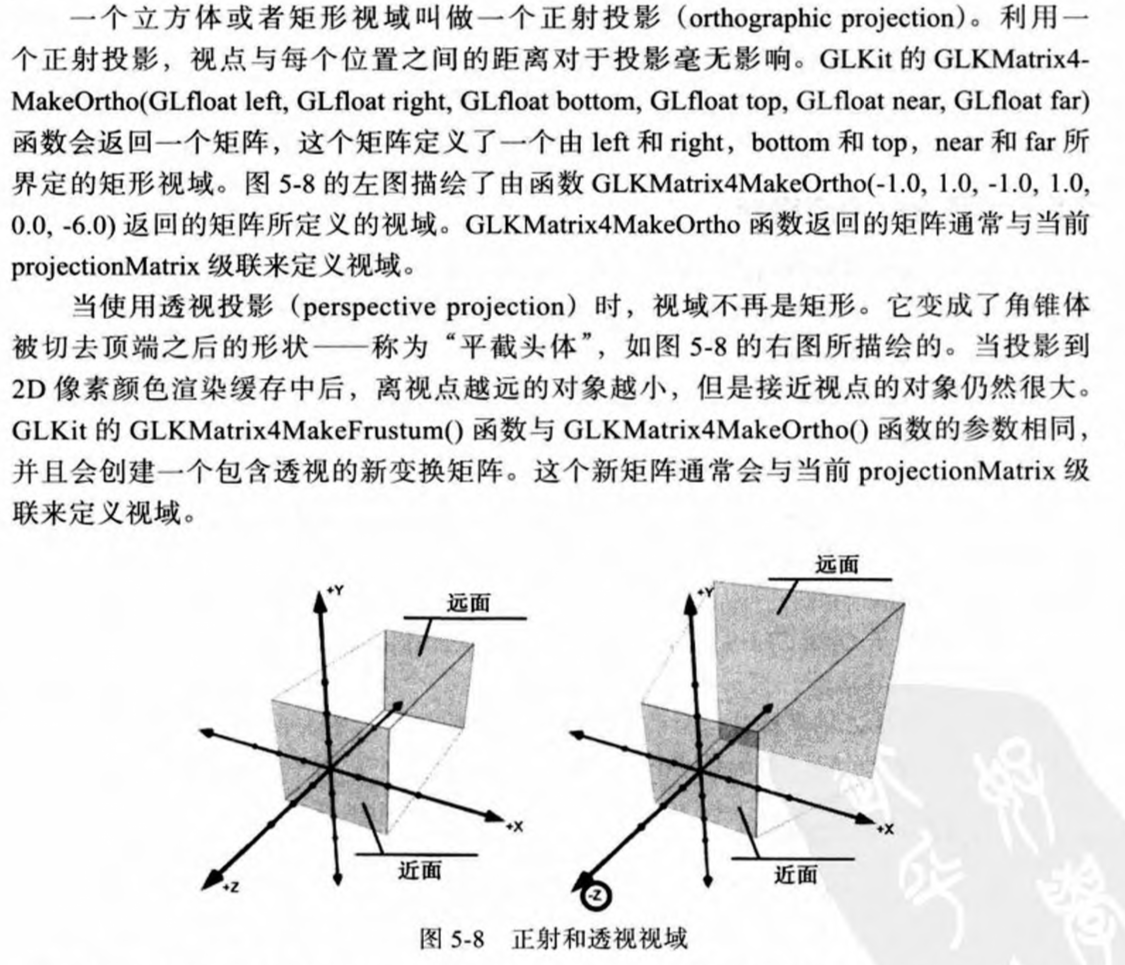 一个立方体或者矩形视域叫做一个正射投影（orthographic projection）。利用一
个正射投影，视点与每个位置之间的距离对于投影毫无影响。GLKit 的 GLKMatrix4-
MakeOrtho(GLfloat left, GLfloat right, GLfloat bottom, GLfloat top, GLfloat near, GLfloat far)
函数会返回一个矩阵，这个矩阵定义了一个由 left 和 right，bottom 和 top，near 和 far 所
界定的矩形视域。图 5-8 的左图描绘了由函数 GLKMatrix4MakeOrtho(-1.0, 1.0, -1.0, 1.0,
0.0, -6.0) 返回的矩阵所定义的视域。GLKMatrix4MakeOrtho 函数返回的矩阵通常与当前
projectionMatrix 级联来定义视域。
当使用透视投影（perspective projection）时，视域不再是矩形。它变成了角锥体
被切去顶端之后的形状——称为“平截头体”，如图 5-8 的右图所描绘的。当投影到
2D 像素颜色渲染缓存中后，离视点越远的对象越小，但是接近视点的对象仍然很大。
GLKit 的 GLKMatrix4MakeFrustum() 函数与 GLKMatrix4MakeOrtho() 函数的参数相同，
并且会创建一个包含透视的新变换矩阵。这个新矩阵通常会与当前 projectionMatrix 级
联来定义视域。
+Y
远面
+X
近面
+Z
远面
+Y
+X
近面
-Z
图 5-8 正射和透视视域